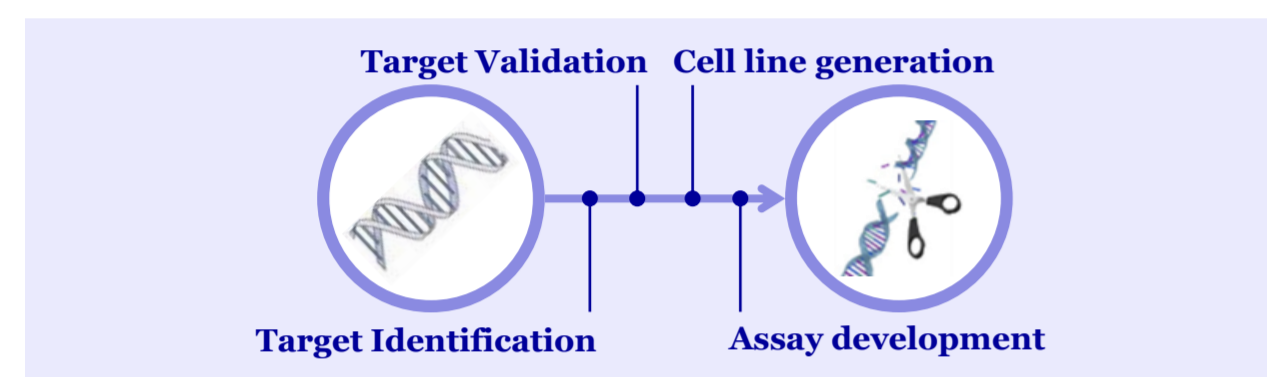 Target Validation
Cell line generation
Target Identification
Assay development